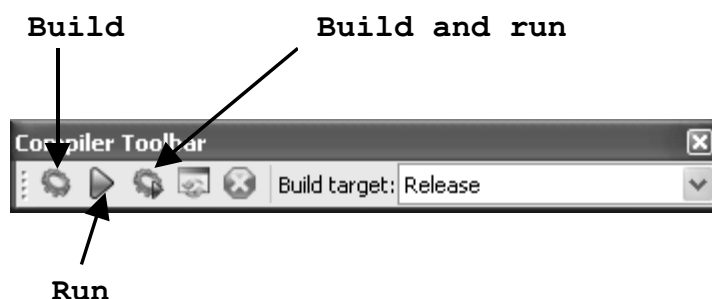 Build
Build and run
Compiler Toolbar
Build target: Release
Run